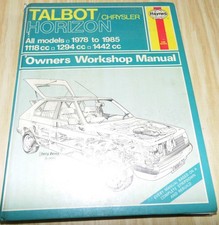 TALBOT CHRYSLER
HORIZON
Haynes
All models □ 1978 to 1985
1118 cc □ 1294 cc □ 1442 cc
Owners Workshop Manual